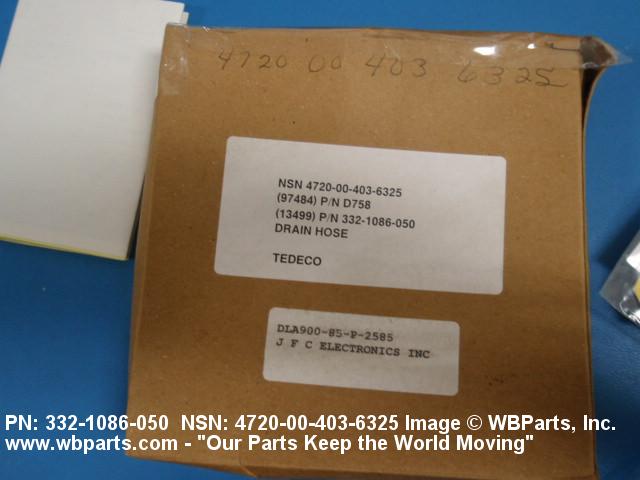 4720 00 403 6325
NSN 4720-00-403-6325
(97484) P/N D758
(13499) P/N 332-1086-050
DRAIN HOSE
TEDECO
DLA900-85-P-2585
J F C ELECTRONICS INC
PN: 332-1086-050 NSN: 4720-00-403-6325 Image © WBParts, Inc.
www.wbparts.com - "Our Parts Keep the World Moving"